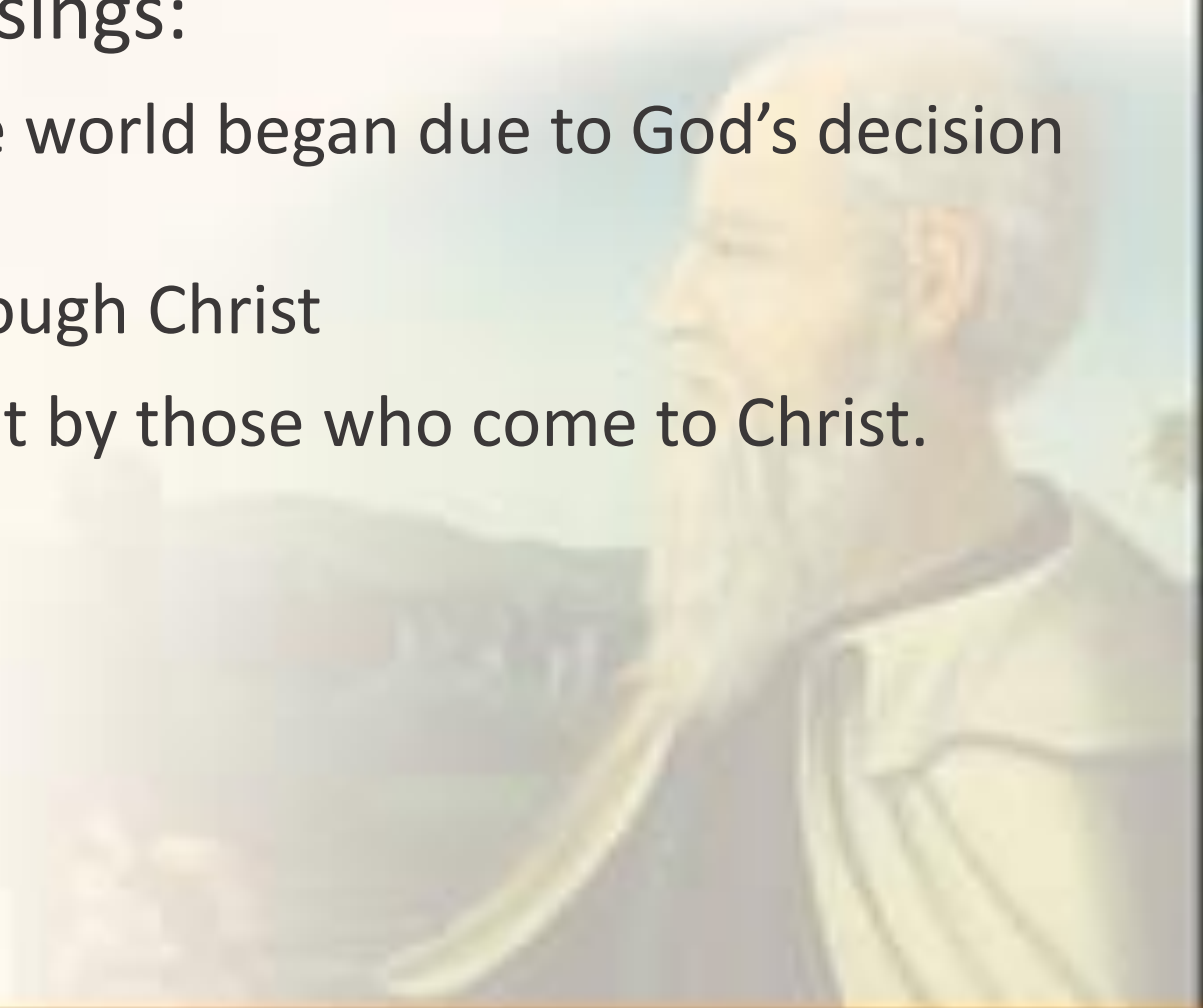 sings:
e world began due to God’s decision
ough Christ
t by those who come to Christ.